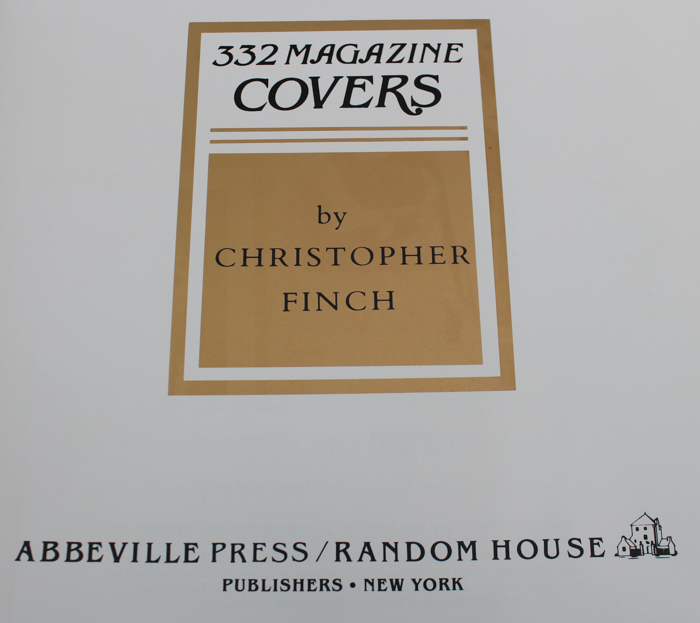 332 MAGAZINE
COVERS
by
CHRISTOPHER
FINCH
ABBEVILLE PRESS/RANDOM HOUSE
PUBLISHERS • NEW YORK